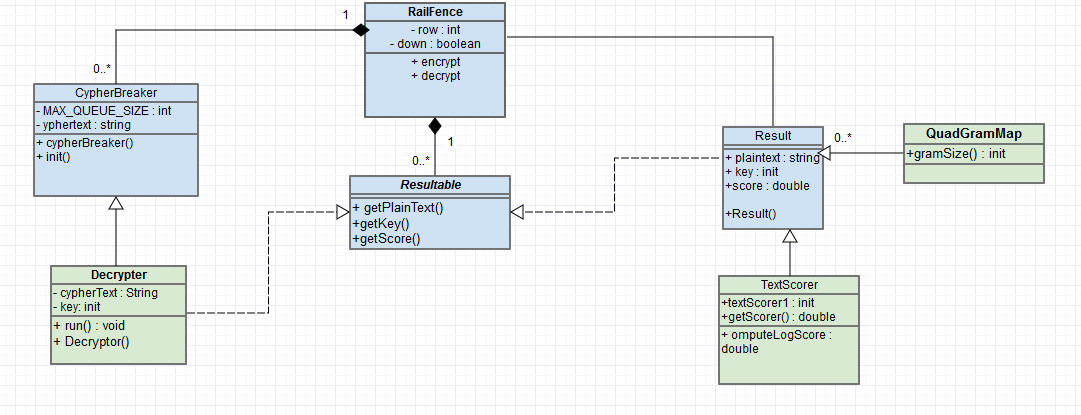 RailFence
- row : int
- down : boolean
+ encrypt
+ decrypt
1
0..*
CypherBreaker
- MAX_QUEUE_SIZE : int
- yphertext : string
+ cypherBreaker()
+ init()
1
0..*
Resultable
+ getPlainText()
+getKey()
+getScore()
Result
+ plaintext : string
+ key : init
+score : double
+Result()
0..*
QuadGramMap
+gramSize() : init
Decrypter
- cypherText : String
- key: init
+ run() : void
+ Decryptor()
TextScorer
+textScorer1 : init
+getScorer() : double
+ omputeLogScore :
double